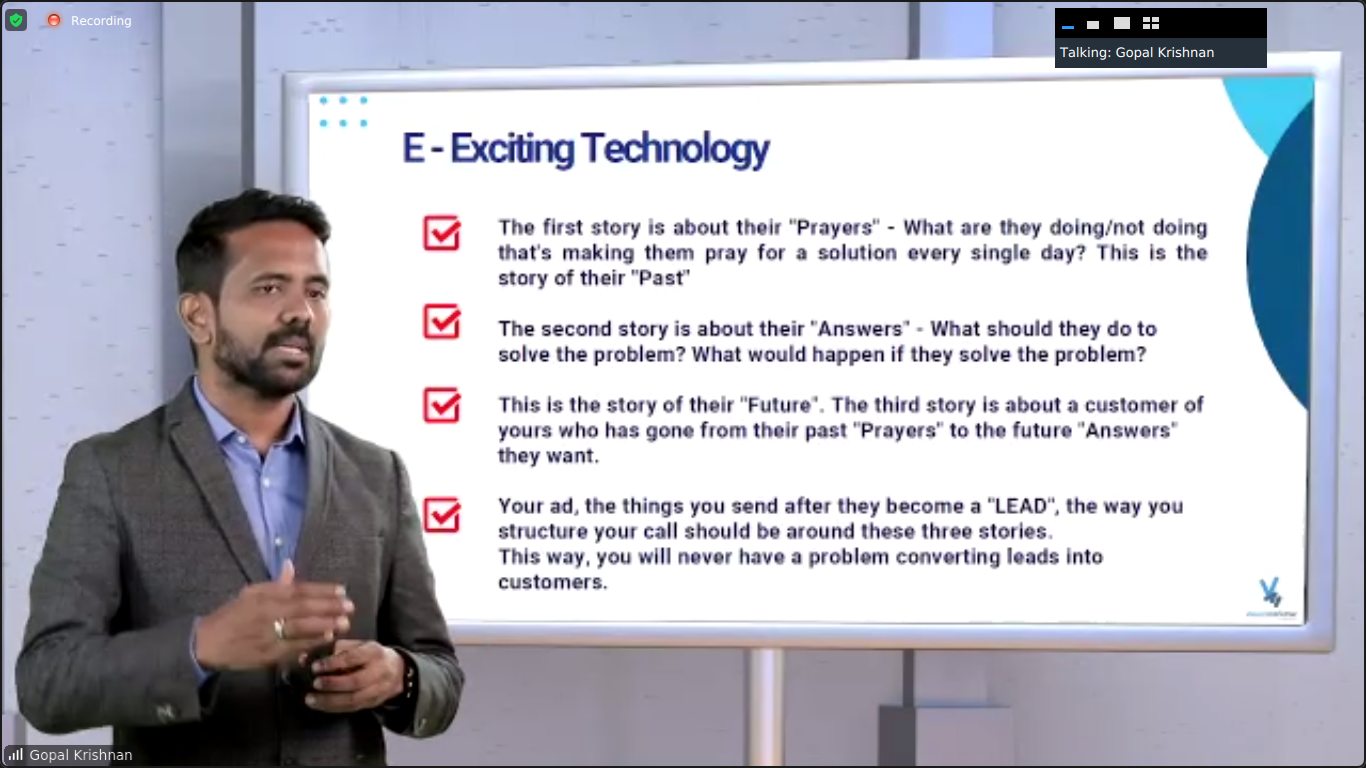 Recording
Talking: Gopal Krishnan
E - Exciting Technology
The first story is about their "Prayers" - What are they doing/not doing
that's making them pray for a solution every single day? This is the
story of their "Past"
The second story is about their "Answers" - What should they do to
solve the problem? What would happen if they solve the problem?
This is the story of their "Future". The third story is about a customer of
yours who has gone from their past "Prayers" to the future "Answers"
they want.
Your ad, the things you send after they become a "LEAD", the way you
structure your call should be around these three stories.
This way, you will never have a problem converting leads into
customers.
Gopal Krishnan